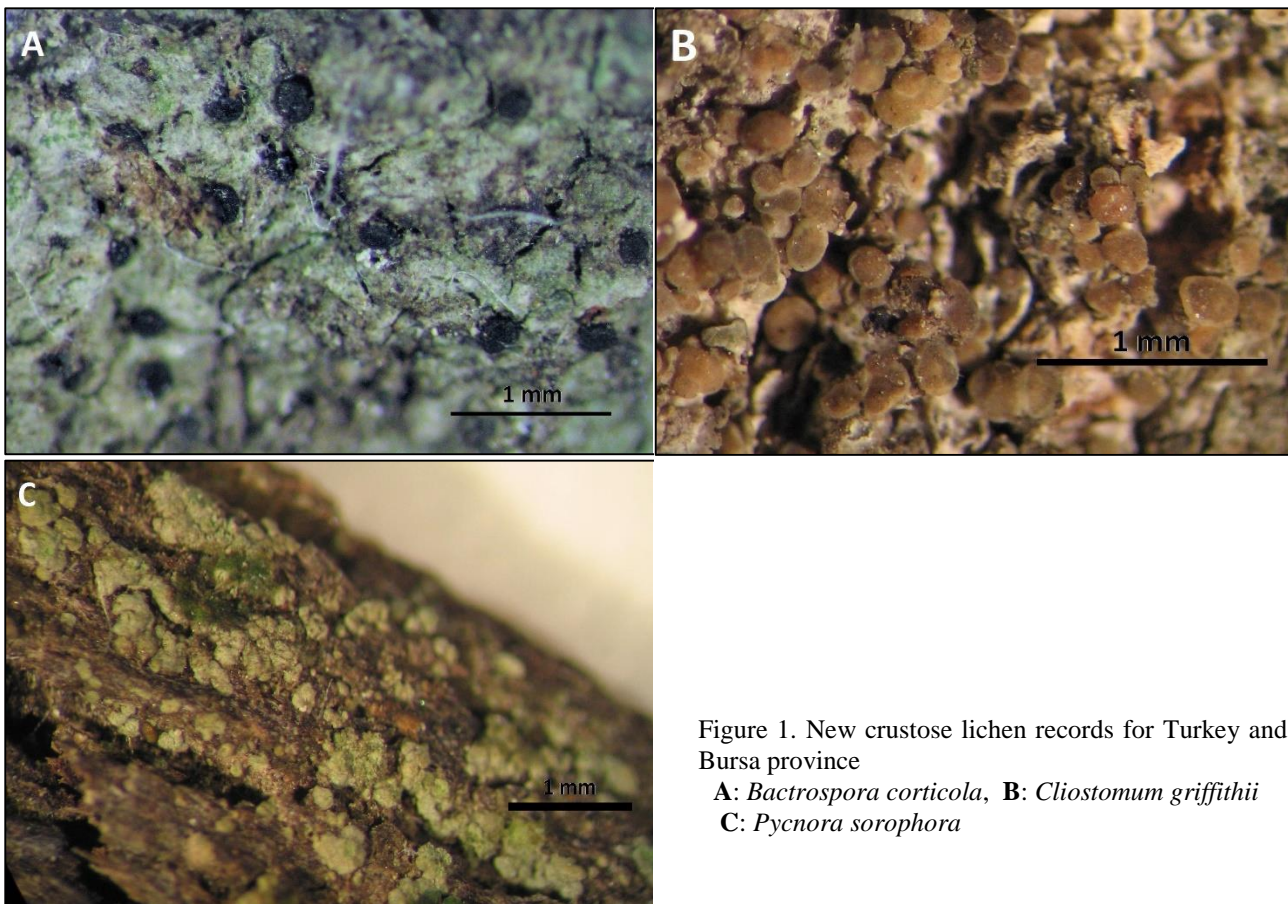 A
B
1 mm
1 mm
C
1 mm
Figure 1. New crustose lichen records for Turkey and
Bursa province
A: Bactrospora corticola, B: Cliostomum griffithii
C: Pycnora sorophora